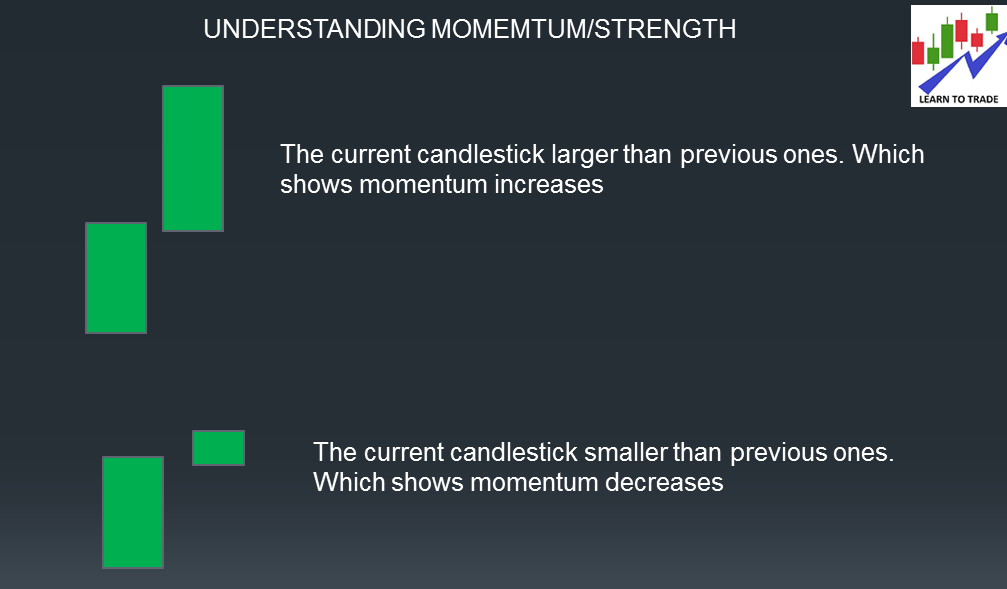 UNDERSTANDING MOMEMTUM/STRENGTH
LEARN TO TRADE
The current candlestick larger than previous ones. Which
shows momentum increases
The current candlestick smaller than previous ones.
Which shows momentum decreases